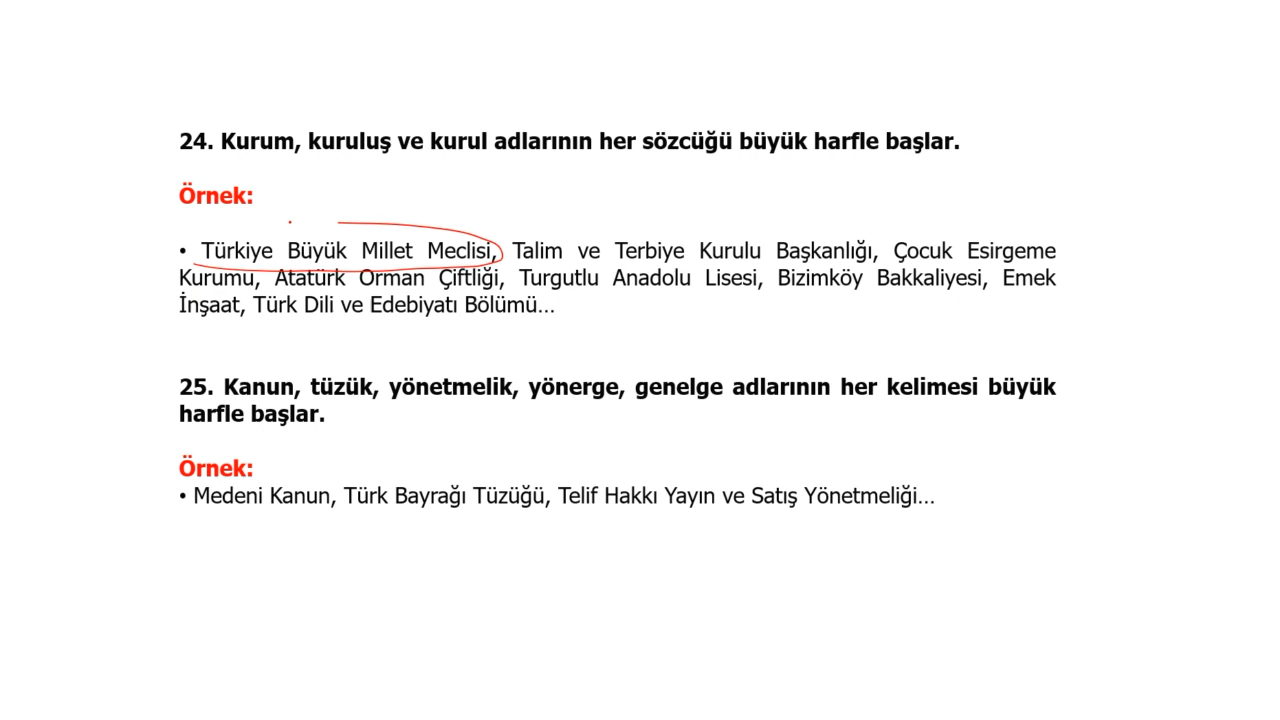 24. Kurum, kuruluş ve kurul adlarının her sözcüğü büyük harfle başlar.
Örnek:
• Türkiye Büyük Millet Meclisi, Talim ve Terbiye Kurulu Başkanlığı, Çocuk Esirgeme
Kurumu, Atatürk Orman Çiftliği, Turgutlu Anadolu Lisesi, Bizimköy Bakkaliyesi, Emek
İnşaat, Türk Dili ve Edebiyatı Bölümü...
25. Kanun, tüzük, yönetmelik, yönerge, genelge adlarının her kelimesi büyük
harfle başlar.
Örnek:
• Medeni Kanun, Türk Bayrağı Tüzüğü, Telif Hakkı Yayın ve Satış Yönetmeliği...